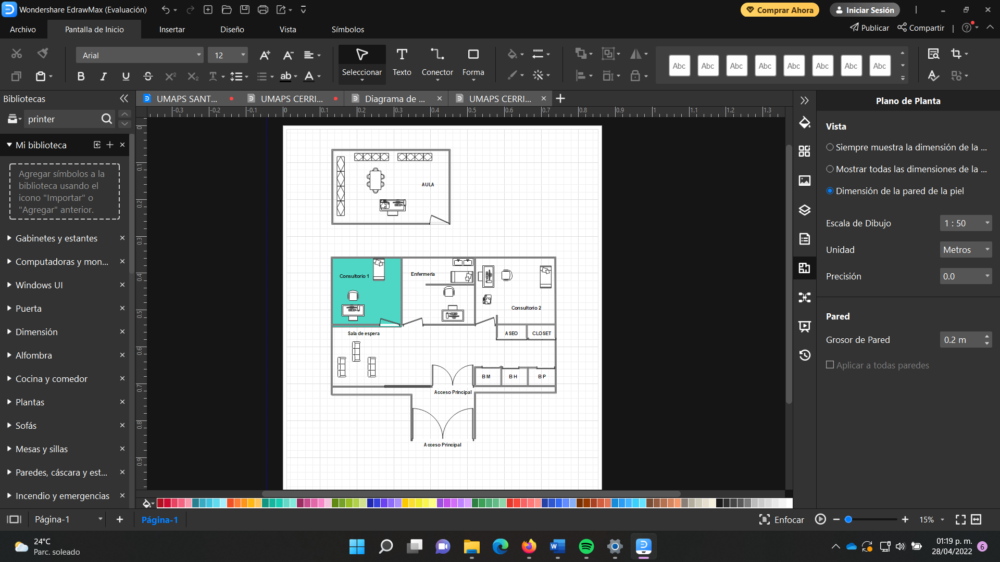 Wondershare EdrawMax (Evaluación)
Comprar Ahora
Iniciar Sesión
Archivo
Pantalla de Inicio
Insertar
Diseño
Vista
Símbolos
Publicar
Compartir
Arial
12
Seleccionar
Texto
Conector
Forma
Abc Abc Abc Abc Abc Abc Abc Abc
Bibliotecas
UMAPS SANT...
UMAPS CERRI...
Diagrama de ...
UMAPS CERRI...
printer
Mi biblioteca
Agregar símbolos a la
biblioteca usando el
icono "Importar" o
"Agregar" anterior.
Gabinetes y estantes
Computadoras y mon...
Windows UI
Puerta
Dimensión
Alfombra
Cocina y comedor
Plantas
Sofás
Mesas y sillas
Paredes, cáscara y est...
Incendio y emergencias
-0.3 -0.2 -0.1 0 0.1 0.2 0.3 0.4 0.5 0.6 0.7 0.8 0.9 1 1.1 1.2 1.3
0 0.1 0.2 0.3 0.4 0.5 0.6 0.7 0.8 0.9
AULA
Consultorio 1
Enfermeria
Consultorio 2
Sala de espera
ASEO
CLOSET
BM
BH
BP
Acceso Principal
Acceso Principal
Plano de Planta
Vista
Siempre muestra la dimensión de la ...
Mostrar todas las dimensiones de la ...
Dimensión de la pared de la piel
Escala de Dibujo
1 : 50
Unidad
Metros
Precisión
0.0
Pared
Grosor de Pared
0.2 m
Aplicar a todas paredes
Página-1
Página-1
Enfocar
15%
24°C
Parc. soleado
01:19 p. m.
28/04/2022
6